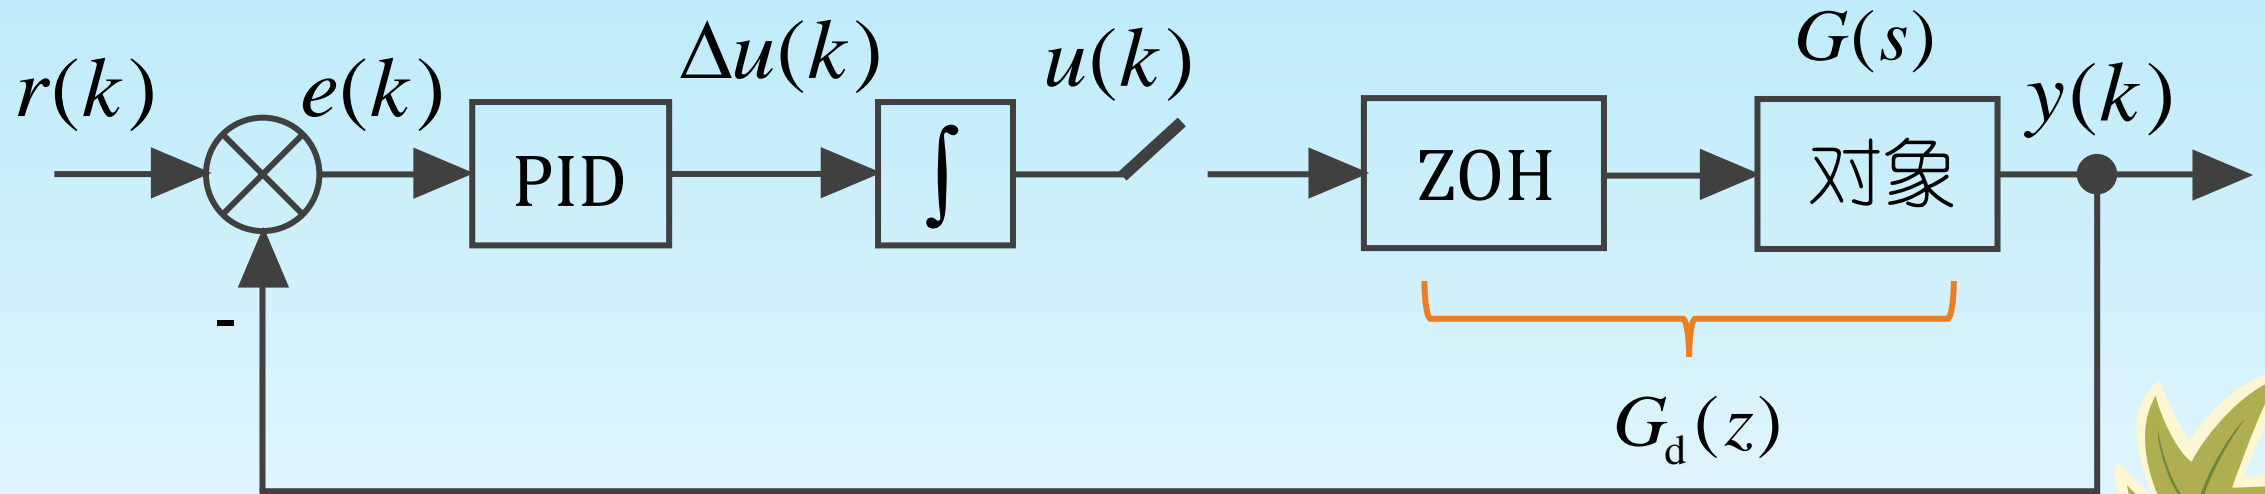 r(k)
e(k)
Δu(k)
u(k)
G(s)
y(k)
PID
∫
ZOH
对象
-
G_d(z)